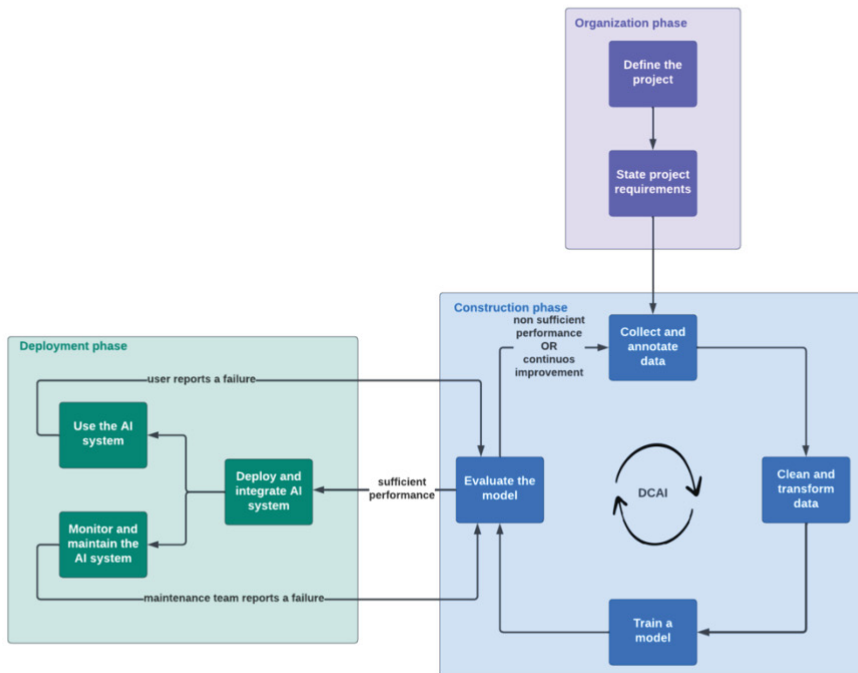 Organization phase
Define the
project
State project
requirements
Construction phase
non sufficient
performance
OR
continuos
improvement
Collect and
annotate
data
Deployment phase
user reports a failure
Use the AI
system
Deploy and
integrate AI
system
sufficient
performance
Evaluate the
model
DCAI
Clean and
transform
data
Monitor and
maintain the
AI system
maintenance team reports a failure
Train a
model